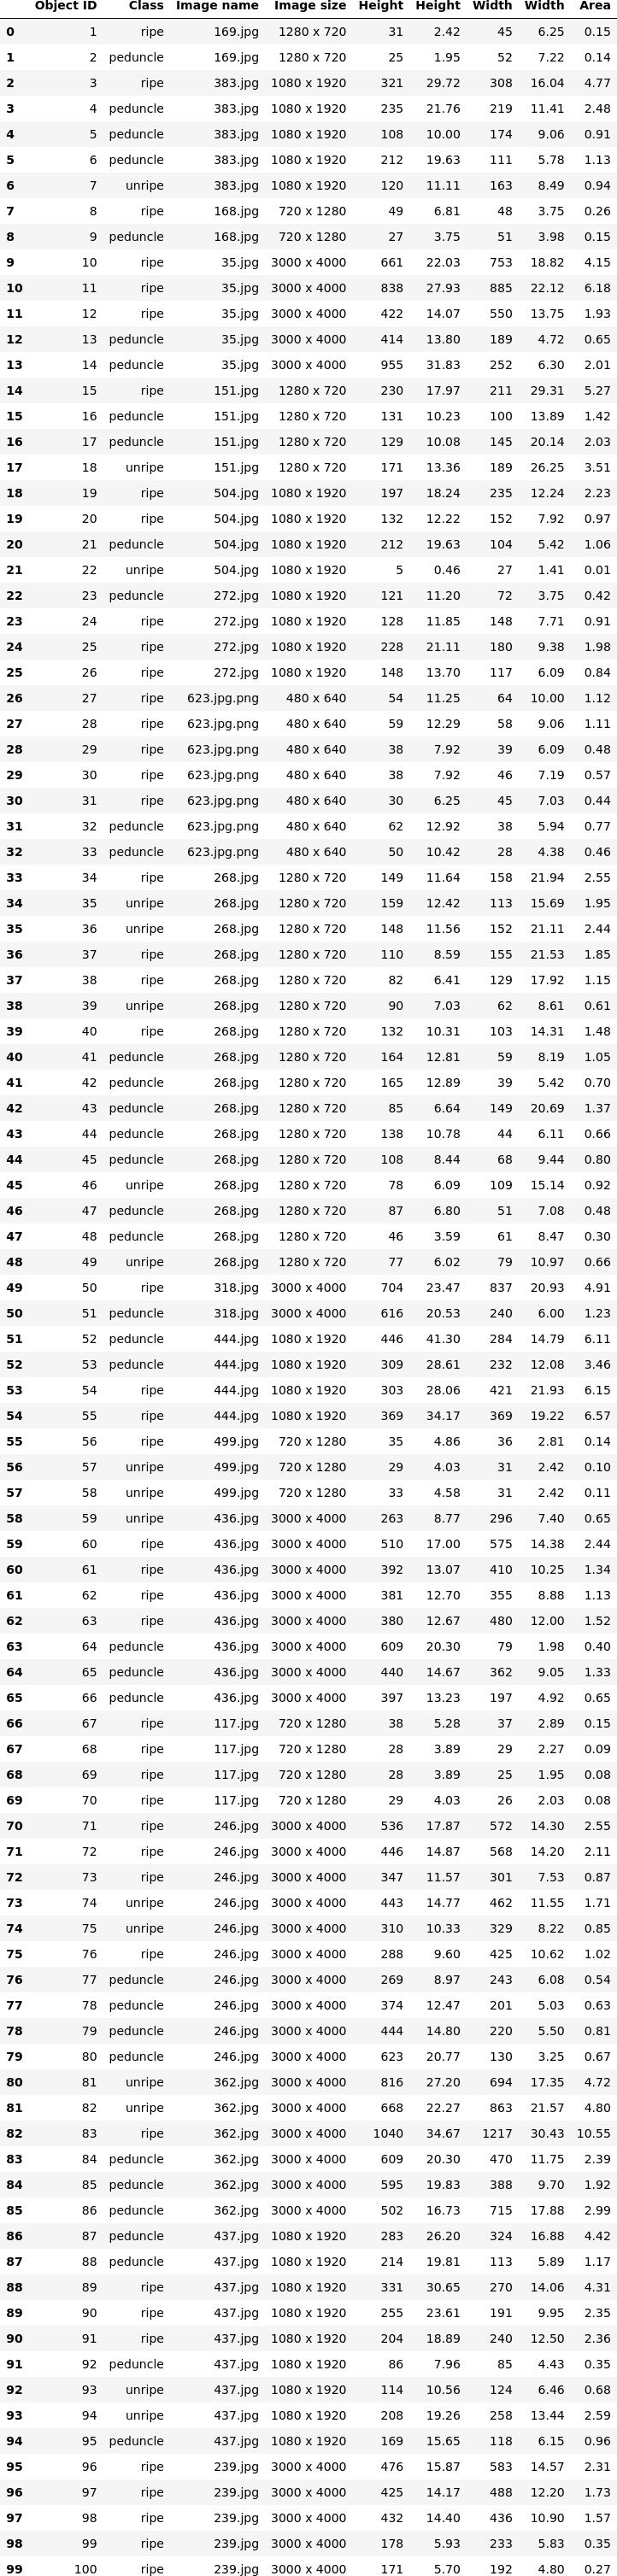 Object ID Class Image name Image size Height Height Width Width Area
0 1 ripe 169.jpg 1280 x 720 31 2.42 45 6.25 0.15
1 2 peduncle 169.jpg 1280 x 720 25 1.95 52 7.22 0.14
2 3 ripe 383.jpg 1080 x 1920 321 29.72 308 16.04 4.77
3 4 peduncle 383.jpg 1080 x 1920 235 21.76 219 11.41 2.48
4 5 peduncle 383.jpg 1080 x 1920 108 10.00 174 9.06 0.91
5 6 peduncle 383.jpg 1080 x 1920 212 19.63 111 5.78 1.13
6 7 unripe 383.jpg 1080 x 1920 120 11.11 163 8.49 0.94
7 8 ripe 168.jpg 720 x 1280 49 6.81 48 3.75 0.26
8 9 peduncle 168.jpg 720 x 1280 27 3.75 51 3.98 0.15
9 10 ripe 35.jpg 3000 x 4000 661 22.03 753 18.82 4.15
10 11 ripe 35.jpg 3000 x 4000 838 27.93 885 22.12 6.18
11 12 ripe 35.jpg 3000 x 4000 422 14.07 550 13.75 1.93
12 13 peduncle 35.jpg 3000 x 4000 414 13.80 189 4.72 0.65
13 14 peduncle 35.jpg 3000 x 4000 955 31.83 252 6.30 2.01
14 15 ripe 151.jpg 1280 x 720 230 17.97 211 29.31 5.27
15 16 peduncle 151.jpg 1280 x 720 131 10.23 100 13.89 1.42
16 17 peduncle 151.jpg 1280 x 720 129 10.08 145 20.14 2.03
17 18 unripe 151.jpg 1280 x 720 171 13.36 189 26.25 3.51
18 19 ripe 504.jpg 1080 x 1920 197 18.24 235 12.24 2.23
19 20 ripe 504.jpg 1080 x 1920 132 12.22 152 7.92 0.97
20 21 peduncle 504.jpg 1080 x 1920 212 19.63 104 5.42 1.06
21 22 unripe 504.jpg 1080 x 1920 5 0.46 27 1.41 0.01
22 23 peduncle 272.jpg 1080 x 1920 121 11.20 72 3.75 0.42
23 24 ripe 272.jpg 1080 x 1920 128 11.85 148 7.71 0.91
24 25 ripe 272.jpg 1080 x 1920 228 21.11 180 9.38 1.98
25 26 ripe 272.jpg 1080 x 1920 148 13.70 117 6.09 0.84
26 27 ripe 623.jpg.png 480 x 640 54 11.25 64 10.00 1.12
27 28 ripe 623.jpg.png 480 x 640 59 12.29 58 9.06 1.11
28 29 ripe 623.jpg.png 480 x 640 38 7.92 39 6.09 0.48
29 30 ripe 623.jpg.png 480 x 640 38 7.92 46 7.19 0.57
30 31 ripe 623.jpg.png 480 x 640 30 6.25 45 7.03 0.44
31 32 peduncle 623.jpg.png 480 x 640 62 12.92 38 5.94 0.77
32 33 peduncle 623.jpg.png 480 x 640 50 10.42 28 4.38 0.46
33 34 ripe 268.jpg 1280 x 720 149 11.64 158 21.94 2.55
34 35 unripe 268.jpg 1280 x 720 159 12.42 113 15.69 1.95
35 36 unripe 268.jpg 1280 x 720 148 11.56 152 21.11 2.44
36 37 ripe 268.jpg 1280 x 720 110 8.59 155 21.53 1.85
37 38 ripe 268.jpg 1280 x 720 82 6.41 129 17.92 1.15
38 39 unripe 268.jpg 1280 x 720 90 7.03 62 8.61 0.61
39 40 ripe 268.jpg 1280 x 720 132 10.31 103 14.31 1.48
40 41 peduncle 268.jpg 1280 x 720 164 12.81 59 8.19 1.05
41 42 peduncle 268.jpg 1280 x 720 165 12.89 39 5.42 0.70
42 43 peduncle 268.jpg 1280 x 720 85 6.64 149 20.69 1.37
43 44 peduncle 268.jpg 1280 x 720 138 10.78 44 6.11 0.66
44 45 peduncle 268.jpg 1280 x 720 108 8.44 68 9.44 0.80
45 46 unripe 268.jpg 1280 x 720 78 6.09 109 15.14 0.92
46 47 peduncle 268.jpg 1280 x 720 87 6.80 51 7.08 0.48
47 48 peduncle 268.jpg 1280 x 720 46 3.59 61 8.47 0.30
48 49 unripe 268.jpg 1280 x 720 77 6.02 79 10.97 0.66
49 50 ripe 318.jpg 3000 x 4000 704 23.47 837 20.93 4.91
50 51 peduncle 318.jpg 3000 x 4000 616 20.53 240 6.00 1.23
51 52 peduncle 444.jpg 1080 x 1920 446 41.30 284 14.79 6.11
52 53 peduncle 444.jpg 1080 x 1920 309 28.61 232 12.08 3.46
53 54 ripe 444.jpg 1080 x 1920 303 28.06 421 21.93 6.15
54 55 ripe 444.jpg 1080 x 1920 369 34.17 369 19.22 6.57
55 56 ripe 499.jpg 720 x 1280 35 4.86 36 2.81 0.14
56 57 unripe 499.jpg 720 x 1280 29 4.03 31 2.42 0.10
57 58 unripe 499.jpg 720 x 1280 33 4.58 31 2.42 0.11
58 59 unripe 436.jpg 3000 x 4000 263 8.77 296 7.40 0.65
59 60 ripe 436.jpg 3000 x 4000 510 17.00 575 14.38 2.44
60 61 ripe 436.jpg 3000 x 4000 392 13.07 410 10.25 1.34
61 62 ripe 436.jpg 3000 x 4000 381 12.70 355 8.88 1.13
62 63 ripe 436.jpg 3000 x 4000 380 12.67 480 12.00 1.52
63 64 peduncle 436.jpg 3000 x 4000 609 20.30 79 1.98 0.40
64 65 peduncle 436.jpg 3000 x 4000 440 14.67 362 9.05 1.33
65 66 peduncle 436.jpg 3000 x 4000 397 13.23 197 4.92 0.65
66 67 ripe 117.jpg 720 x 1280 38 5.28 37 2.89 0.15
67 68 ripe 117.jpg 720 x 1280 28 3.89 29 2.27 0.09
68 69 ripe 117.jpg 720 x 1280 28 3.89 25 1.95 0.08
69 70 ripe 117.jpg 720 x 1280 29 4.03 26 2.03 0.08
70 71 ripe 246.jpg 3000 x 4000 536 17.87 572 14.30 2.55
71 72 ripe 246.jpg 3000 x 4000 446 14.87 568 14.20 2.11
72 73 ripe 246.jpg 3000 x 4000 347 11.57 301 7.53 0.87
73 74 unripe 246.jpg 3000 x 4000 443 14.77 462 11.55 1.71
74 75 unripe 246.jpg 3000 x 4000 310 10.33 329 8.22 0.85
75 76 ripe 246.jpg 3000 x 4000 288 9.60 425 10.62 1.02
76 77 peduncle 246.jpg 3000 x 4000 269 8.97 243 6.08 0.54
77 78 peduncle 246.jpg 3000 x 4000 374 12.47 201 5.03 0.63
78 79 peduncle 246.jpg 3000 x 4000 444 14.80 220 5.50 0.81
79 80 peduncle 246.jpg 3000 x 4000 623 20.77 130 3.25 0.67
80 81 unripe 362.jpg 3000 x 4000 816 27.20 694 17.35 4.72
81 82 unripe 362.jpg 3000 x 4000 668 22.27 863 21.57 4.80
82 83 ripe 362.jpg 3000 x 4000 1040 34.67 1217 30.43 10.55
83 84 peduncle 362.jpg 3000 x 4000 609 20.30 470 11.75 2.39
84 85 peduncle 362.jpg 3000 x 4000 595 19.83 388 9.70 1.92
85 86 peduncle 362.jpg 3000 x 4000 502 16.73 715 17.88 2.99
86 87 peduncle 437.jpg 1080 x 1920 283 26.20 324 16.88 4.42
87 88 peduncle 437.jpg 1080 x 1920 214 19.81 113 5.89 1.17
88 89 ripe 437.jpg 1080 x 1920 331 30.65 270 14.06 4.31
89 90 ripe 437.jpg 1080 x 1920 255 23.61 191 9.95 2.35
90 91 ripe 437.jpg 1080 x 1920 204 18.89 240 12.50 2.36
91 92 peduncle 437.jpg 1080 x 1920 86 7.96 85 4.43 0.35
92 93 unripe 437.jpg 1080 x 1920 114 10.56 124 6.46 0.68
93 94 unripe 437.jpg 1080 x 1920 208 19.26 258 13.44 2.59
94 95 peduncle 437.jpg 1080 x 1920 169 15.65 118 6.15 0.96
95 96 ripe 239.jpg 3000 x 4000 476 15.87 583 14.57 2.31
96 97 ripe 239.jpg 3000 x 4000 425 14.17 488 12.20 1.73
97 98 ripe 239.jpg 3000 x 4000 432 14.40 436 10.90 1.57
98 99 ripe 239.jpg 3000 x 4000 178 5.93 233 5.83 0.35
99 100 ripe 239.jpg 3000 x 4000 171 5.70 192 4.80 0.27